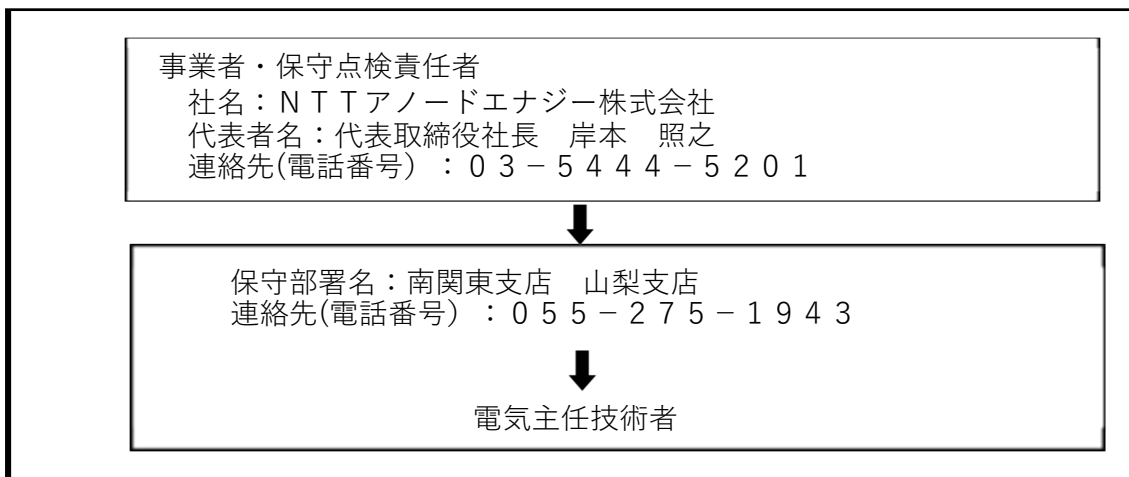 事業者・保守点検責任者
社名：ＮＴＴアノードエナジー株式会社
代表者名：代表取締役社長　岸本　照之
連絡先(電話番号）：０３－５４４４－５２０１
保守部署名：南関東支店　山梨支店
連絡先(電話番号）：０５５－２７５－１９４３
電気主任技術者